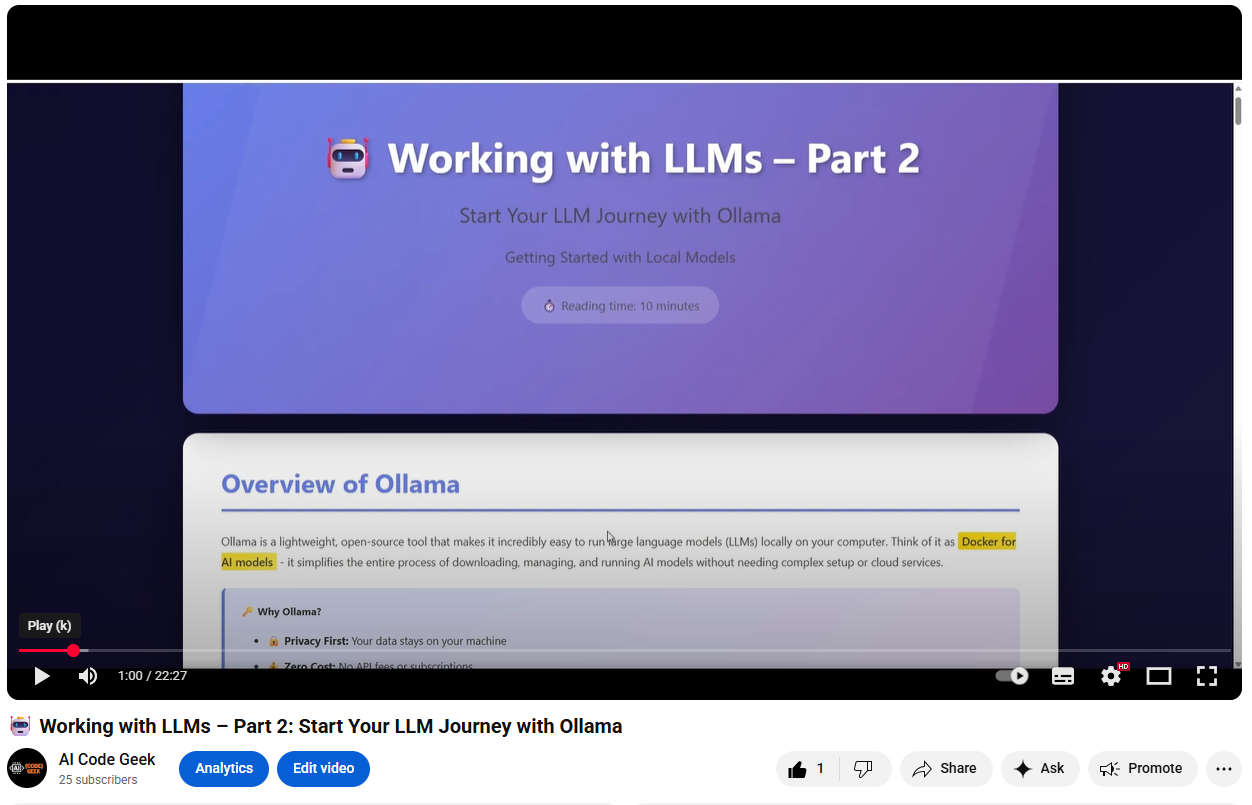 Working with LLMs – Part 2
Start Your LLM Journey with Ollama
Getting Started with Local Models
⏱ Reading time: 10 minutes
Overview of Ollama
Ollama is a lightweight, open-source tool that makes it incredibly easy to run large language models (LLMs) locally on your computer. Think of it as Docker for
AI models - it simplifies the entire process of downloading, managing, and running AI models without needing complex setup or cloud services.
🔑 Why Ollama?
• 🔒 Privacy First: Your data stays on your machine
• 💰 Zero Cost: No API fees or subscriptions
Play (k)
1:00 / 22:27
HD
🤖 Working with LLMs – Part 2: Start Your LLM Journey with Ollama
AI CODE GEEK
AI Code Geek
25 subscribers
Analytics
Edit video
1
Share
Ask
Promote